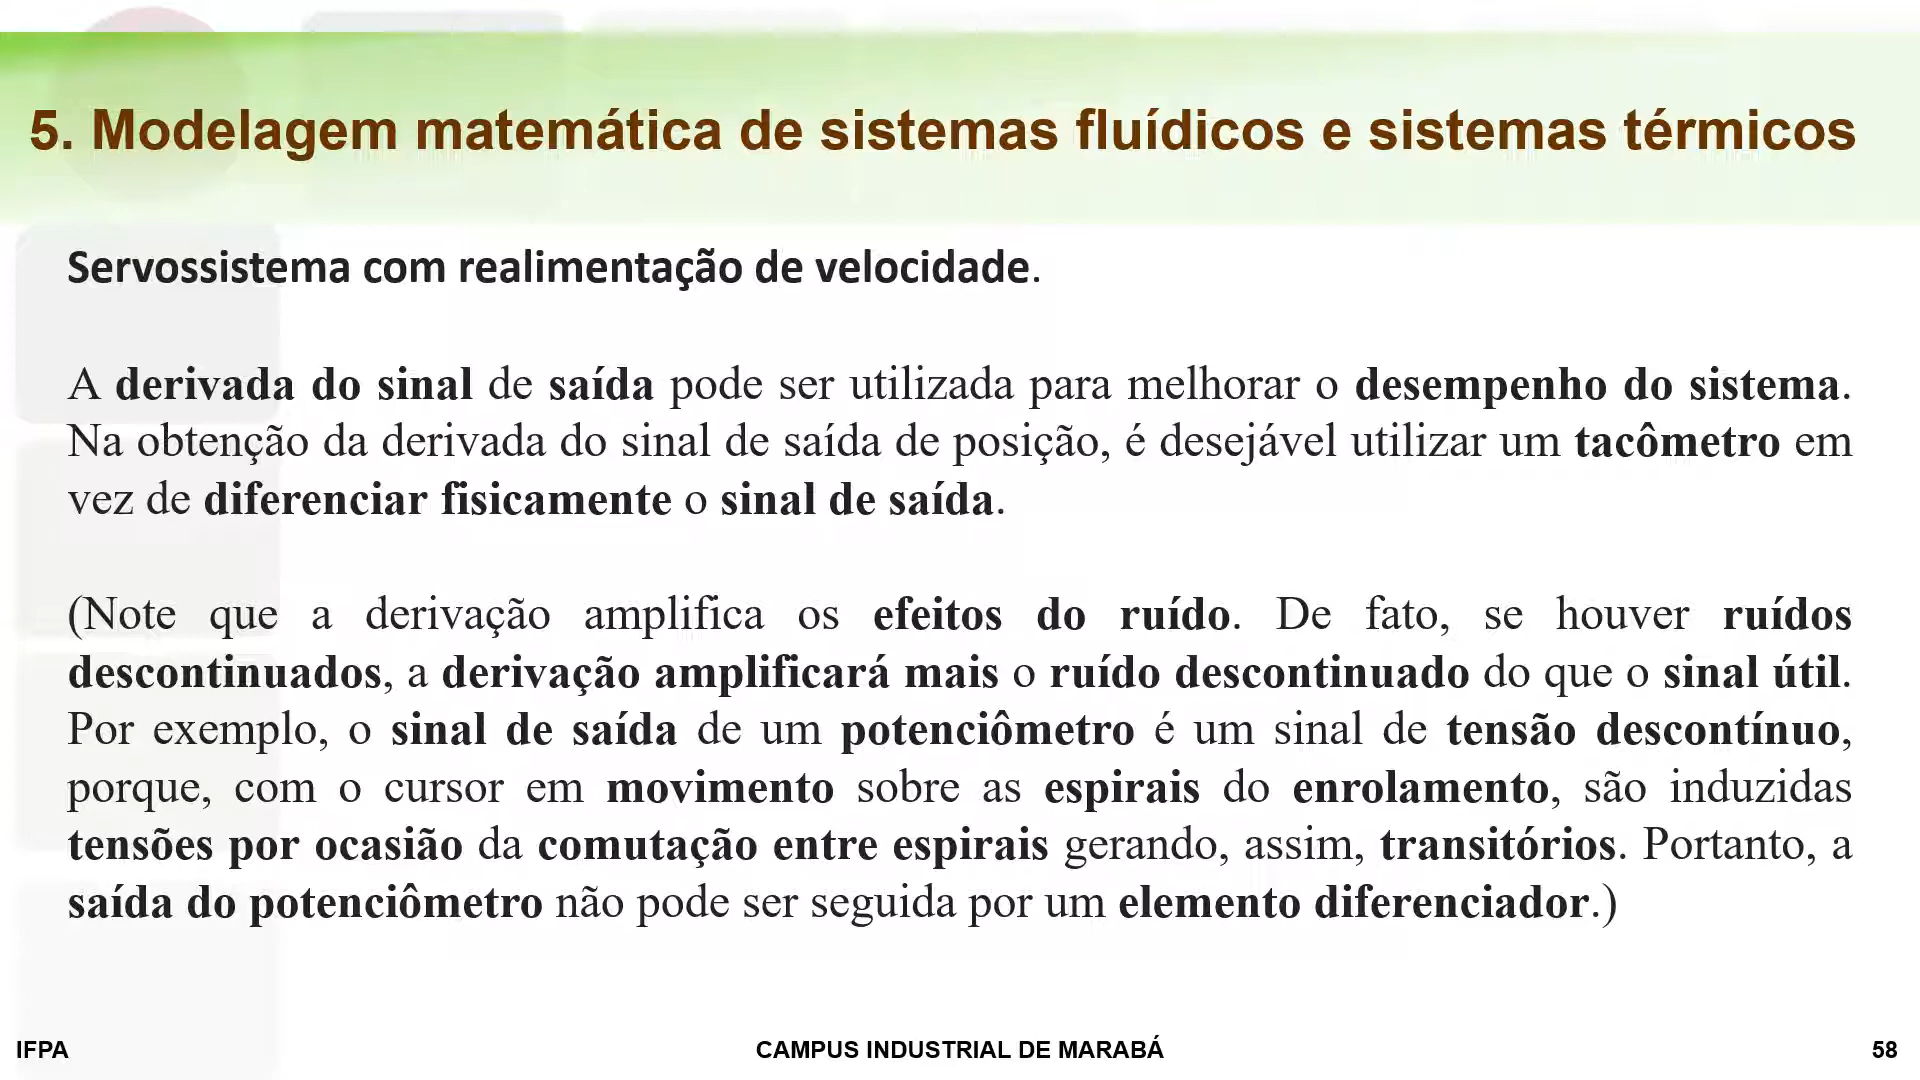 5. Modelagem matemática de sistemas fluídicos e sistemas térmicos
Servossistema com realimentação de velocidade.
A derivada do sinal de saída pode ser utilizada para melhorar o desempenho do sistema.
Na obtenção da derivada do sinal de saída de posição, é desejável utilizar um tacômetro em
vez de diferenciar fisicamente o sinal de saída.
(Note que a derivação amplifica os efeitos do ruído. De fato, se houver ruídos
descontinuados, a derivação amplificará mais o ruído descontinuado do que o sinal útil.
Por exemplo, o sinal de saída de um potenciômetro é um sinal de tensão descontínuo,
porque, com o cursor em movimento sobre as espirais do enrolamento, são induzidas
tensões por ocasião da comutação entre espirais gerando, assim, transitórios. Portanto, a
saída do potenciômetro não pode ser seguida por um elemento diferenciador.)
IFPA
CAMPUS INDUSTRIAL DE MARABÁ
58